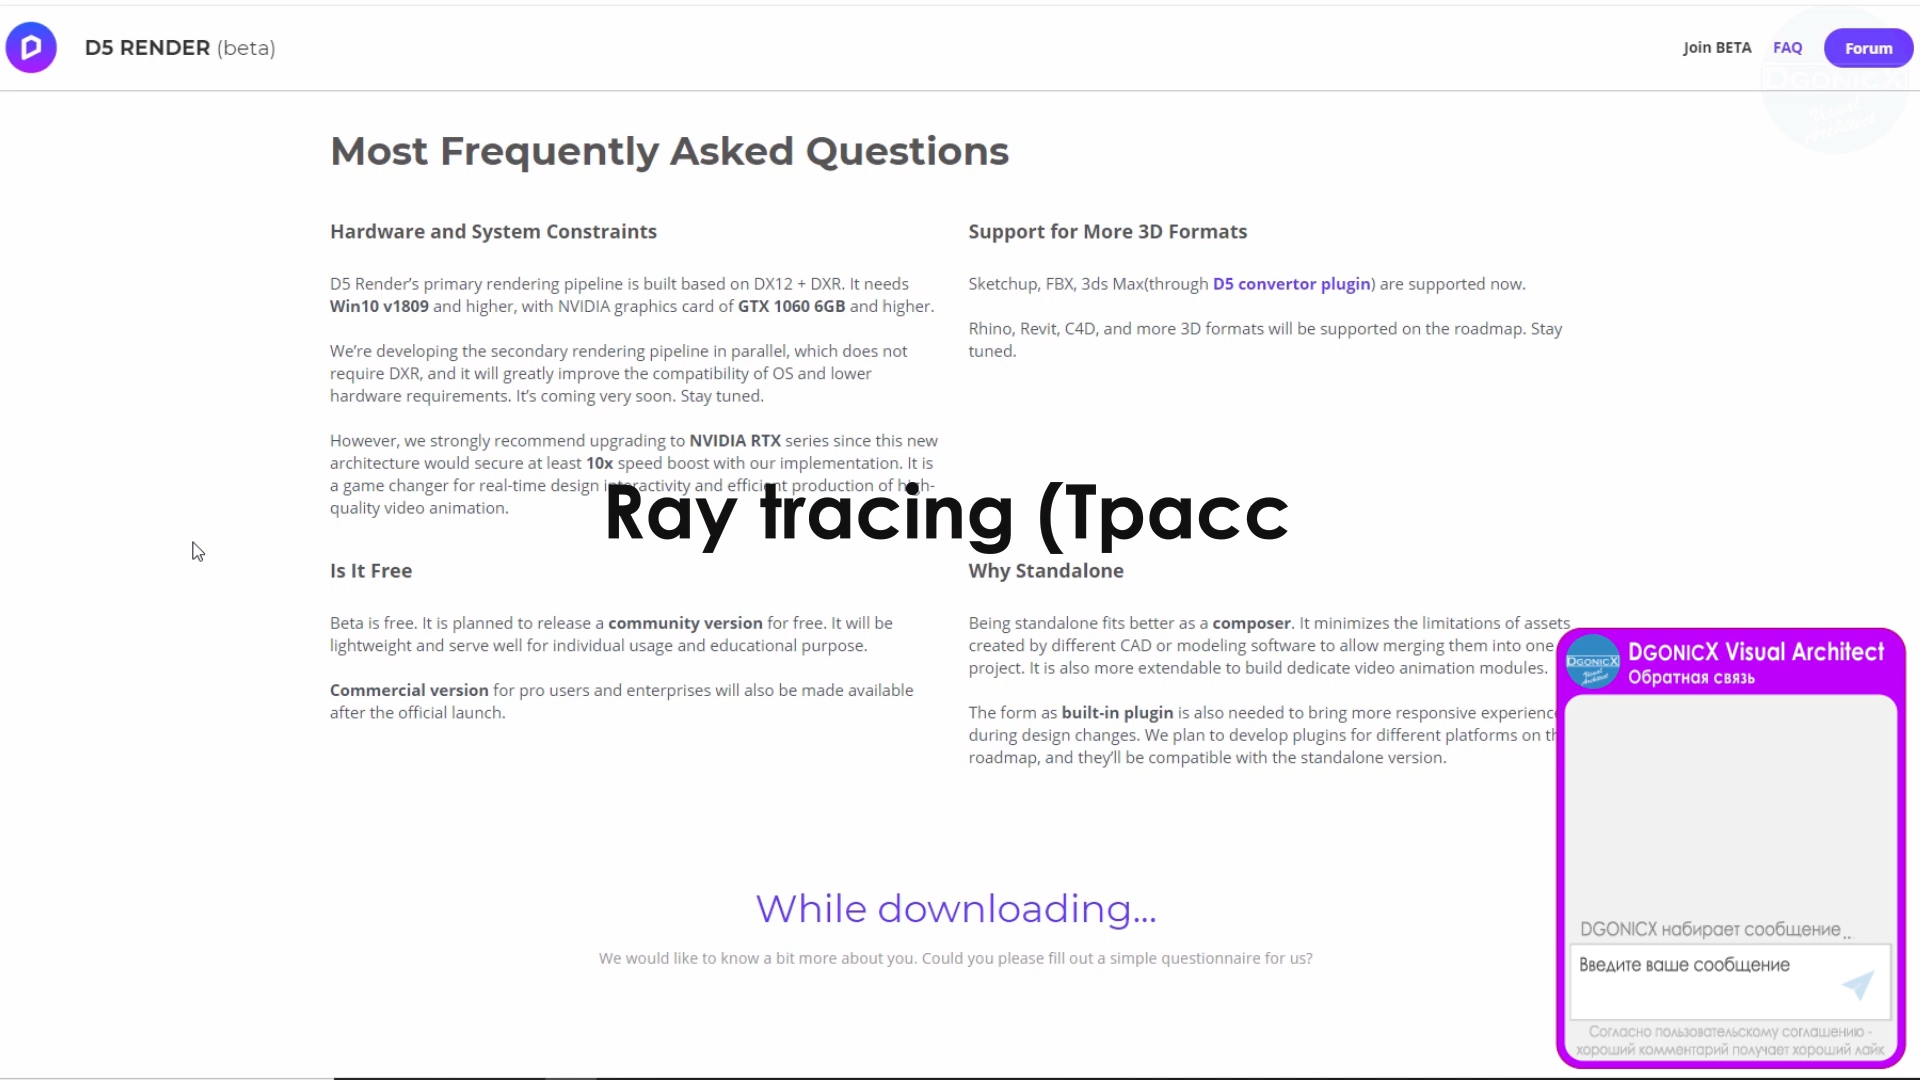 D5 RENDER (beta)
Join BETA
FAQ
Forum
DGONICX
Visual
Architect
Most Frequently Asked Questions
Hardware and System Constraints
D5 Render’s primary rendering pipeline is built based on DX12 + DXR. It needs
Win10 v1809 and higher, with NVIDIA graphics card of GTX 1060 6GB and higher.
We’re developing the secondary rendering pipeline in parallel, which does not
require DXR, and it will greatly improve the compatibility of OS and lower
hardware requirements. It’s coming very soon. Stay tuned.
However, we strongly recommend upgrading to NVIDIA RTX series since this new
architecture would secure at least 10x speed boost with our implementation. It is
a game changer for real-time design interactivity and efficient production of high-
quality video animation.
Support for More 3D Formats
Sketchup, FBX, 3ds Max(through D5 convertor plugin) are supported now.
Rhino, Revit, C4D, and more 3D formats will be supported on the roadmap. Stay
tuned.
Ray tracing (Трасс
Is It Free
Beta is free. It is planned to release a community version for free. It will be
lightweight and serve well for individual usage and educational purpose.
Commercial version for pro users and enterprises will also be made available
after the official launch.
Why Standalone
Being standalone fits better as a composer. It minimizes the limitations of assets
created by different CAD or modeling software to allow merging them into one
project. It is also more extendable to build dedicate video animation modules.
The form as built-in plugin is also needed to bring more responsive experience
during design changes. We plan to develop plugins for different platforms on th
roadmap, and they’ll be compatible with the standalone version.
While downloading...
We would like to know a bit more about you. Could you please fill out a simple questionnaire for us?
DGONICX
Visual
Architect
DGONICX Visual Architect
Обратная связь
DGONICX набирает сообщение..
Введите ваше сообщение
Согласно пользовательскому соглашению -
хороший комментарий получает хороший лайк